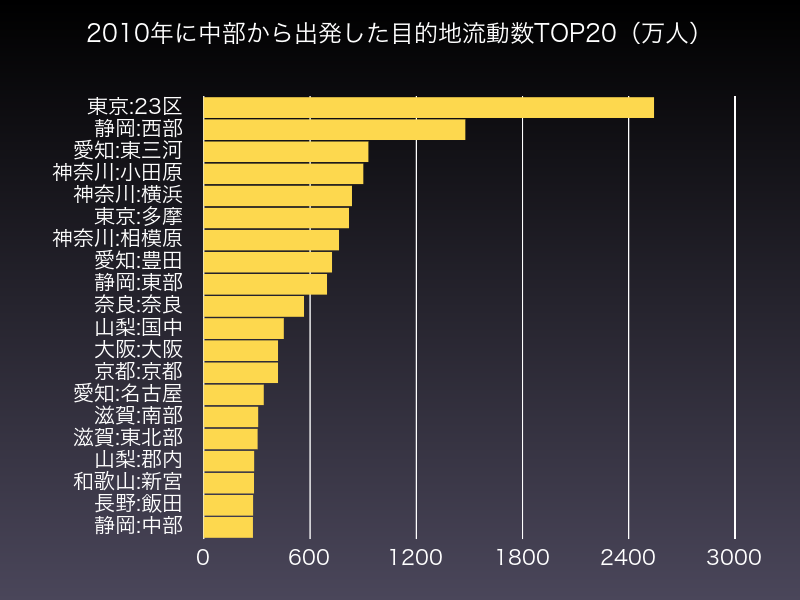 2010年に中部から出発した目的地流動数TOP20（万人）
東京:23区
静岡:西部
愛知:東三河
神奈川:小田原
神奈川:横浜
東京:多摩
神奈川:相模原
愛知:豊田
静岡:東部
奈良:奈良
山梨:国中
大阪:大阪
京都:京都
愛知:名古屋
滋賀:南部
滋賀:東北部
山梨:郡内
和歌山:新宮
長野:飯田
静岡:中部
0 600 1200 1800 2400 3000